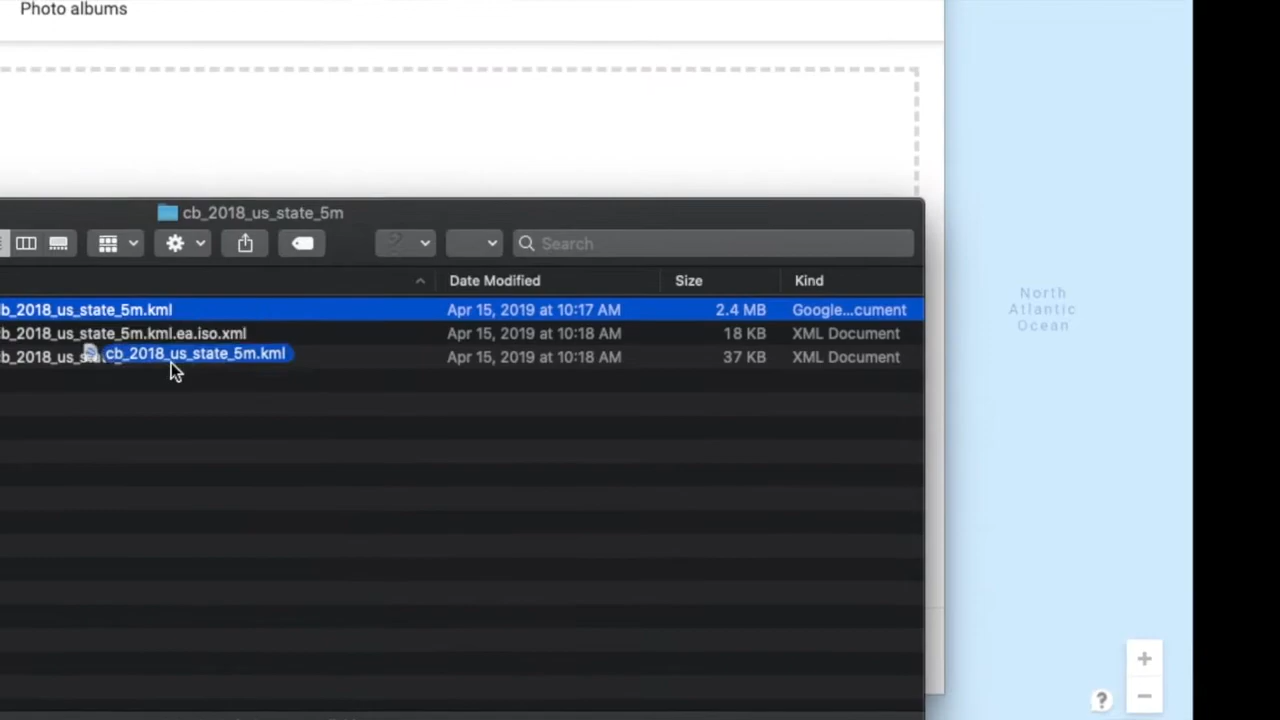 Photo albums
cb_2018_us_state_5m
Search
Date Modified
Size
Kind
b_2018_us_state_5m.kml
Apr 15, 2019 at 10:17 AM
2.4 MB
Google...cument
cb_2018_us_state_5m.kml.ea.iso.xml
Apr 15, 2019 at 10:18 AM
18 KB
XML Document
cb_2018_us_sta
cb_2018_us_state_5m.kml
Apr 15, 2019 at 10:18 AM
37 KB
XML Document
North
Atlantic
Ocean
?
+
−